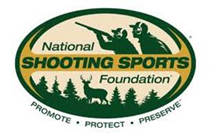 National
SHOOTING SPORTS
Foundation
PROMOTE • PROTECT • PRESERVE